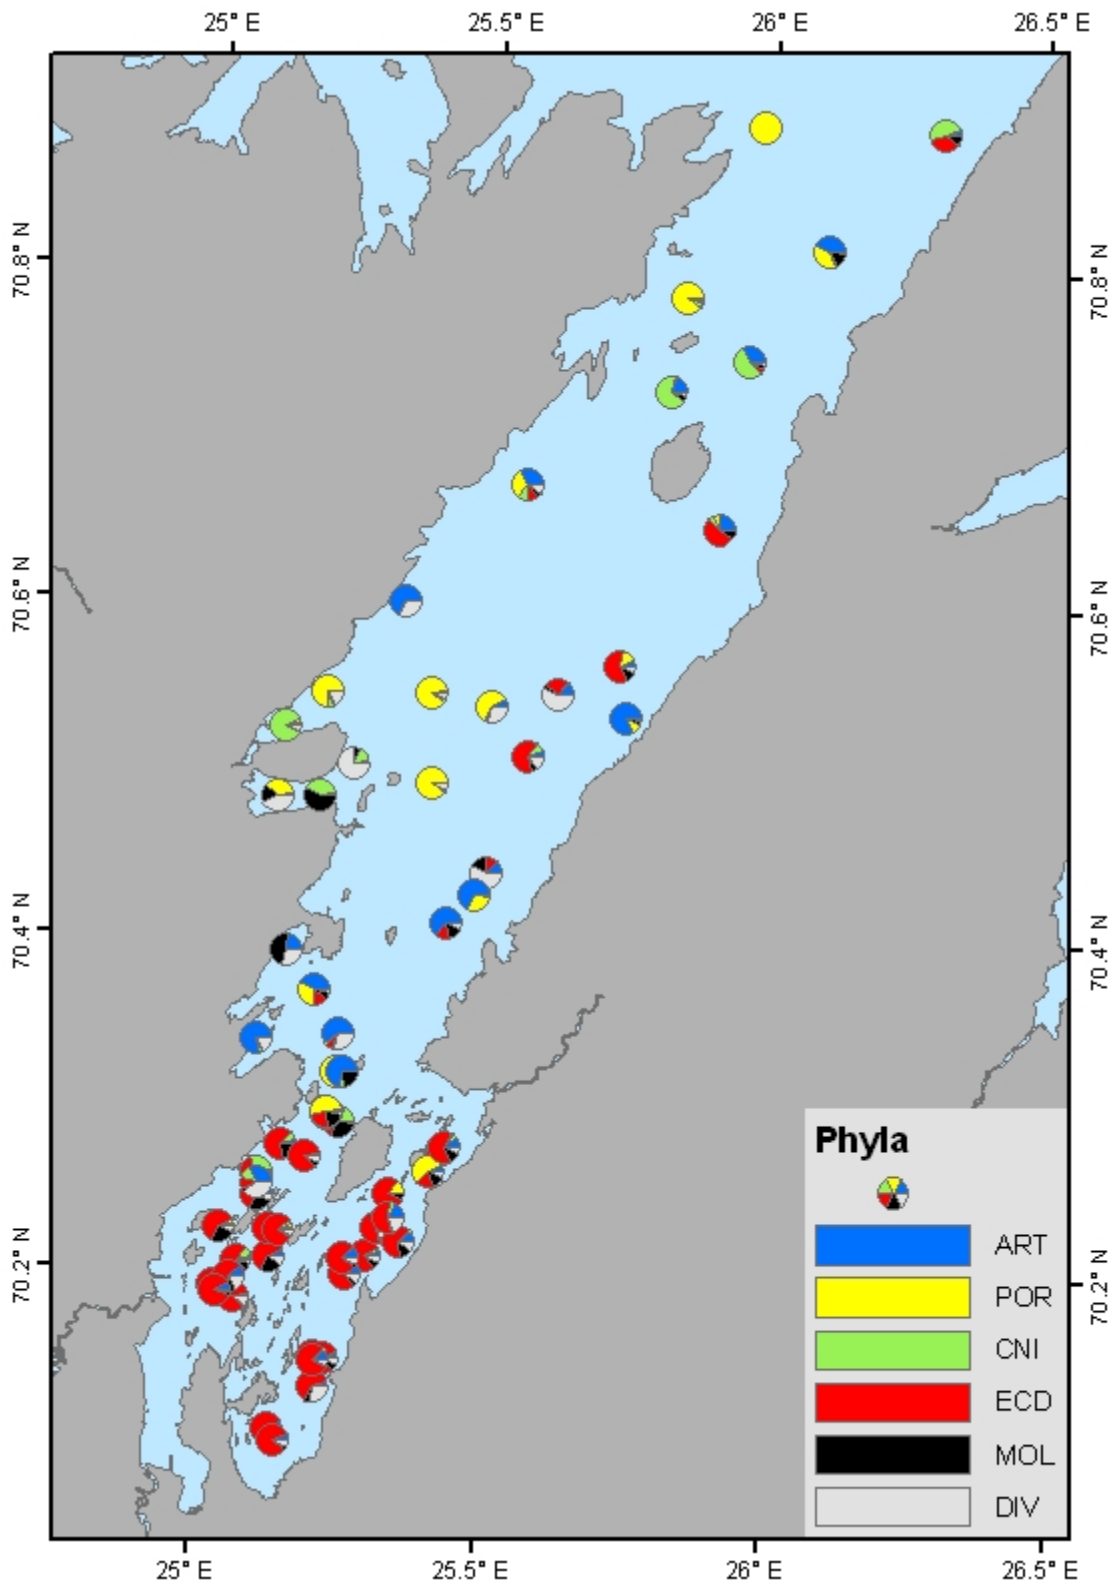 25° E 25.5° E 26° E 26.5° E
70.8° N
70.8° N
70.6° N
70.6° N
70.4° N
70.4° N
70.2° N
70.2° N
Phyla
ART
POR
CNI
ECD
MOL
DIV
25° E 25.5° E 26° E 26.5° E